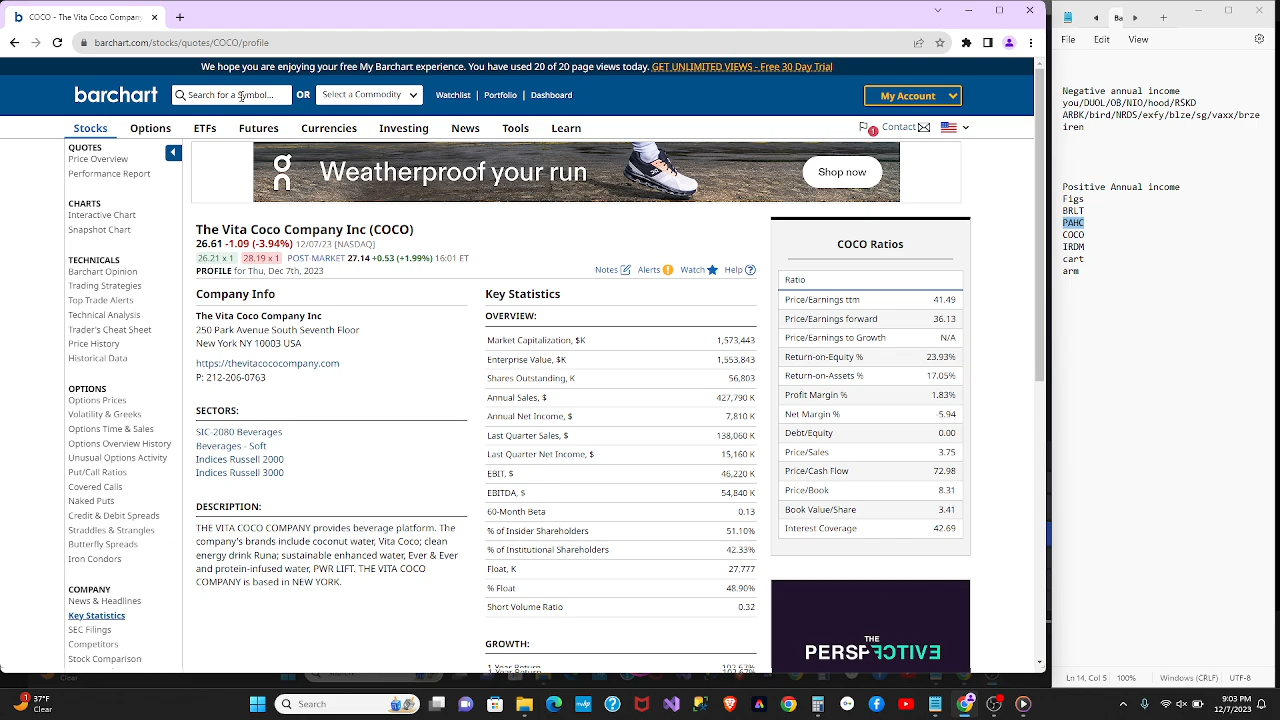 COCO - The Vita Coco Company
barchart.com/stocks/quotes/COCO/profile
We hope you are enjoying your free My Barchart experience. You have used 20 of 20 page views today. GET UNLIMITED VIEWS - Free 30 Day Trial
barchart Search for a symbol... OR Select a Commodity Watchlist | Portfolio | Dashboard My Account
Stocks Options ETFs Futures Currencies Investing News Tools Learn 1 Contact
QUOTES
Price Overview
Performance Report
CHARTS
Interactive Chart
Snapshot Chart
TECHNICALS
Barchart Opinion
Trading Strategies
Top Trade Alerts
Technical Analysis
Trader's Cheat Sheet
Price History
Historical Data
OPTIONS
Options Prices
Volatility & Greeks
Options Time & Sales
Options Overview History
Unusual Options Activity
Put/Call Ratios
Covered Calls
Naked Puts
Credit & Debit Spreads
Straddles & Strangles
Butterfly Spreads
Iron Condors
COMPANY
News & Headlines
Key Statistics
SEC Filings
Competitors
Stock Comparison
Weatherproof your run Shop now
The Vita Coco Company Inc (COCO)
26.61 -1.09 (-3.94%) 12/07/23 [NASDAQ]
26.21 x 1 28.19 x 1 POST-MARKET 27.14 +0.53 (+1.99%) 16:01 ET
PROFILE for Thu, Dec 7th, 2023
Notes Alerts Watch Help
Company Info
The Vita Coco Company Inc
250 Park Avenue South Seventh Floor
New York NY 10003 USA
https://thevitacococompany.com
P: 212-206-0763
SECTORS:
SIC-2080 Beverages
Beverages - Soft
Indices Russell 2000
Indices Russell 3000
DESCRIPTION:
THE VITA COCO COMPANY provides beverage platform. The
company's brands include coconut water, Vita Coco; clean
energy drink Runa; sustainable enhanced water, Ever & Ever
and protein-infused water, PWR LIFT. THE VITA COCO
COMPANY is based in NEW YORK.
Key Statistics
OVERVIEW:
Market Capitalization, $K 1,573,443
Enterprise Value, $K 1,553,843
Shares Outstanding, K 56,803
Annual Sales, $ 427,790 K
Annual Net Income, $ 7,810 K
Last Quarter Sales, $ 138,060 K
Last Quarter Net Income, $ 15,160 K
EBIT, $ 46,220 K
EBITDA, $ 54,840 K
60-Month Beta 0.13
% of Insider Shareholders 51.10%
% of Institutional Shareholders 42.33%
Float, K 27,777
% Float 48.90%
Short Volume Ratio 0.32
GROWTH:
1-Year Return 103.67%
COCO Ratios
Ratio
Price/Earnings ttm 41.49
Price/Earnings forward 36.13
Price/Earnings to Growth N/A
Return-on-Equity % 23.93%
Return-on-Assets % 17.05%
Profit Margin % 1.83%
Net Margin % -5.94
Debt/Equity 0.00
Price/Sales 3.75
Price/Cash Flow 72.98
Price/Book 8.31
Book Value/Share 3.41
Interest Coverage 42.69
THE
Ba
File Edit View
Negative annual income
you/DUOL/OB/NIO/hood/RSKD
ARBK/bird/NRDS/exfy/blze/sg/vaxx/brze
iren
Positive Annual income
Figs
BRLT
PAHC
COCO
IRDM
cart
arm
Ln 14, Col 5 100% Windows (CRLF) UTF-8
1 37°F
Clear
Search
9:03 PM
12/7/2023